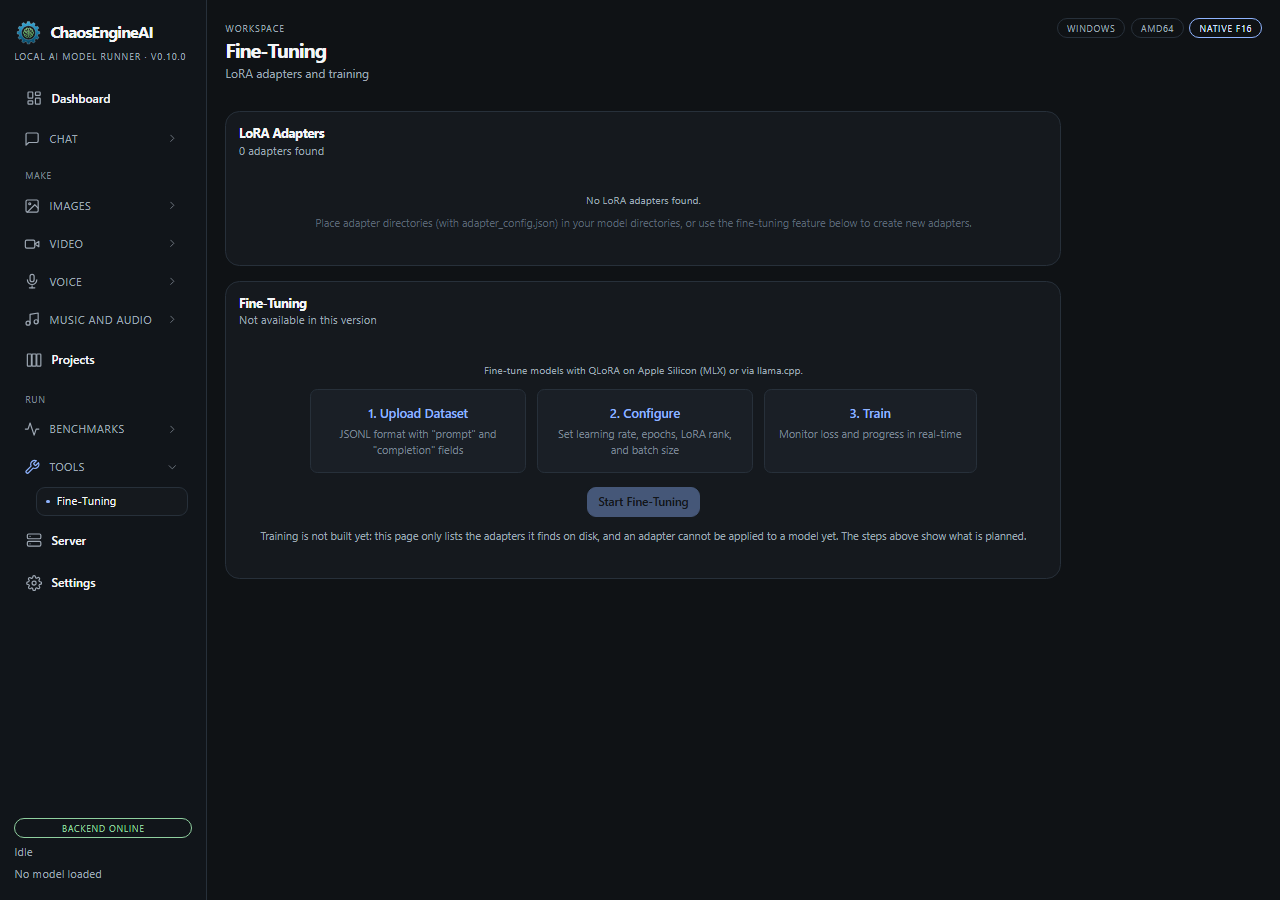 ChaosEngineAI
LOCAL AI MODEL RUNNER · V0.10.0
Dashboard
CHAT
MAKE
IMAGES
VIDEO
VOICE
MUSIC AND AUDIO
Projects
RUN
BENCHMARKS
TOOLS
Fine-Tuning
Server
Settings
BACKEND ONLINE
Idle
No model loaded
WORKSPACE
Fine-Tuning
LoRA adapters and training
WINDOWS
AMD64
NATIVE F16
LoRA Adapters
0 adapters found
No LoRA adapters found.
Place adapter directories (with adapter_config.json) in your model directories, or use the fine-tuning feature below to create new adapters.
Fine-Tuning
Not available in this version
Fine-tune models with QLoRA on Apple Silicon (MLX) or via llama.cpp.
1. Upload Dataset
JSONL format with "prompt" and
"completion" fields
2. Configure
Set learning rate, epochs, LoRA rank,
and batch size
3. Train
Monitor loss and progress in real-time
Start Fine-Tuning
Training is not built yet: this page only lists the adapters it finds on disk, and an adapter cannot be applied to a model yet. The steps above show what is planned.